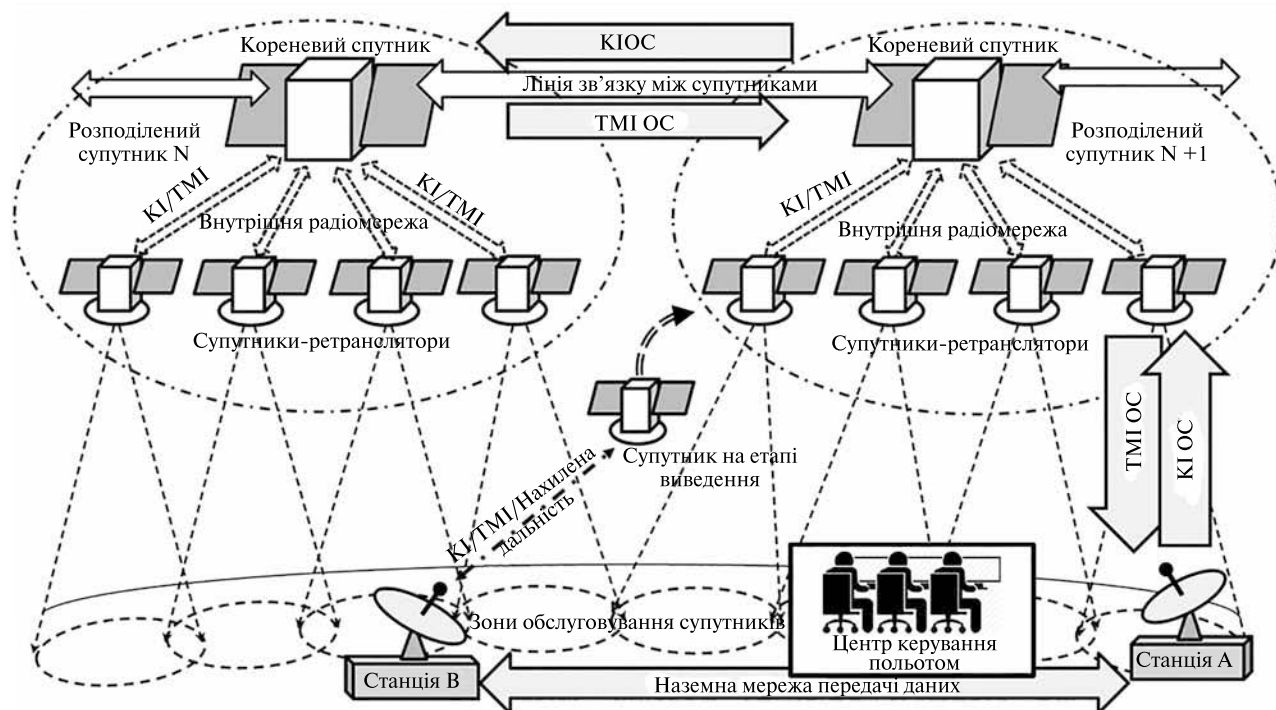 Кореневий спутник
КІОС
Кореневий спутник
Лінія зв’язку між супутниками
ТМІ ОС
Розподілений
супутник N
Розподілений
супутник N +1
КІ/ТМІ
КІ/ТМІ
КІ/ТМІ
Внутрішня радіомережа
Внутрішня радіомережа
Супутники-ретранслятори
Супутники-ретранслятори
ТМІ ОС
КІ ОС
Супутник на етапі
виведення
КІ/ТМІ/Нахилена
дальність
Зони обслуговування супутників
Центр керування
польотом
Станція В
Станція А
Наземна мережа передачі даних